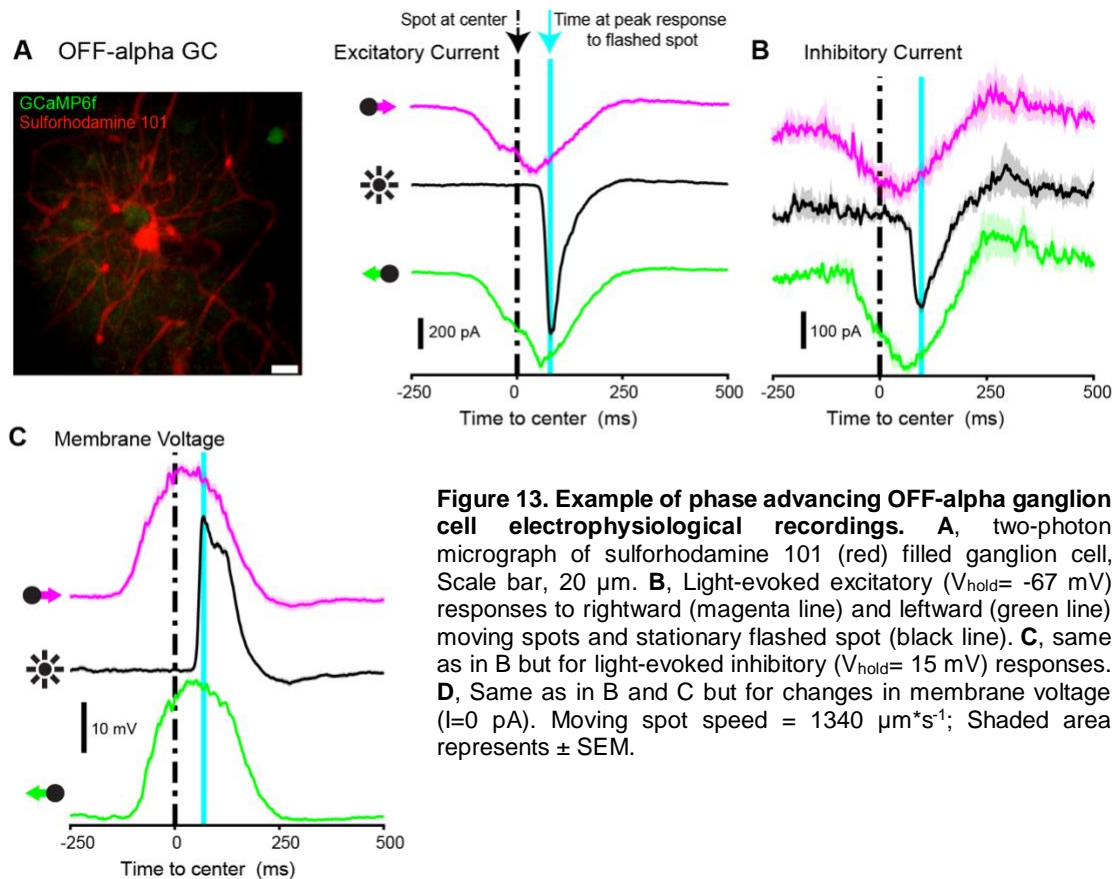 A OFF-alpha GC
GCaMP6f
Sulforhodamine 101
Spot at center
Time at peak response
to flashed spot
Excitatory Current
200 pA
-250 0 250 500
Time to center (ms)
B Inhibitory Current
100 pA
-250 0 250 500
Time to center (ms)
C Membrane Voltage
10 mV
-250 0 250 500
Time to center (ms)
Figure 13. Example of phase advancing OFF-alpha ganglion
cell electrophysiological recordings. A, two-photon
micrograph of sulforhodamine 101 (red) filled ganglion cell,
Scale bar, 20 µm. B, Light-evoked excitatory (Vhold= -67 mV)
responses to rightward (magenta line) and leftward (green line)
moving spots and stationary flashed spot (black line). C, same
as in B but for light-evoked inhibitory (Vhold= 15 mV) responses.
D, Same as in B and C but for changes in membrane voltage
(I=0 pA). Moving spot speed = 1340 µm*s-1; Shaded area
represents ± SEM.